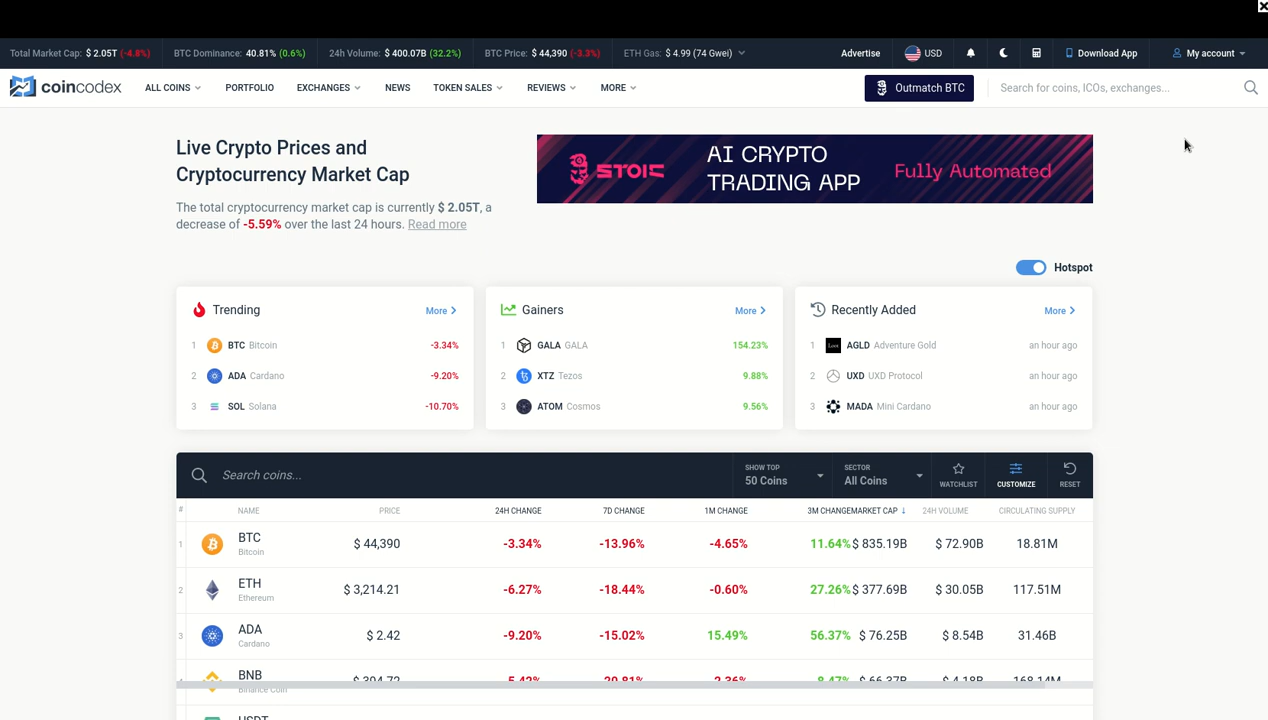 Total Market Cap: $ 2.05T (-4.8%) BTC Dominance: 40.81% (0.6%) 24h Volume: $ 400.07B (32.2%) BTC Price: $ 44,390 (-3.3%) ETH Gas: $ 4.99 (74 Gwei) Advertise USD Download App My account
coincodex ALL COINS PORTFOLIO EXCHANGES NEWS TOKEN SALES REVIEWS MORE Outmatch BTC Search for coins, ICOs, exchanges...
Live Crypto Prices and
Cryptocurrency Market Cap
The total cryptocurrency market cap is currently $ 2.05T, a
decrease of -5.59% over the last 24 hours. Read more
STOIC AI CRYPTO
TRADING APP Fully Automated
Hotspot
Trending More
1 BTC Bitcoin -3.34%
2 ADA Cardano -9.20%
3 SOL Solana -10.70%
Gainers More
1 GALA GALA 154.23%
2 XTZ Tezos 9.88%
3 ATOM Cosmos 9.56%
Recently Added More
1 AGLD Adventure Gold an hour ago
2 UXD UXD Protocol an hour ago
3 MADA Mini Cardano an hour ago
Search coins... SHOW TOP 50 Coins SECTOR All Coins WATCHLIST CUSTOMIZE RESET
# NAME PRICE 24H CHANGE 7D CHANGE 1M CHANGE 3M CHANGE MARKET CAP ↓ 24H VOLUME CIRCULATING SUPPLY
1 BTC Bitcoin $ 44,390 -3.34% -13.96% -4.65% 11.64% $ 835.19B $ 72.90B 18.81M
2 ETH Ethereum $ 3,214.21 -6.27% -18.44% -0.60% 27.26% $ 377.69B $ 30.05B 117.51M
3 ADA Cardano $ 2.42 -9.20% -15.02% 15.49% 56.37% $ 76.25B $ 8.54B 31.46B
BNB Binance Coin